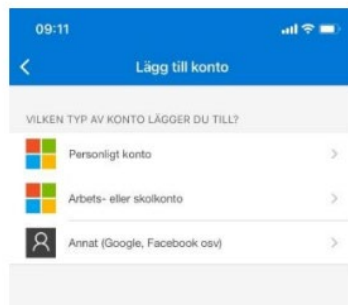 09:11
Lägg till konto
VILKEN TYP AV KONTO LÄGGER DU TILL?
Personligt konto
Arbets- eller skolkonto
Annat (Google, Facebook osv)